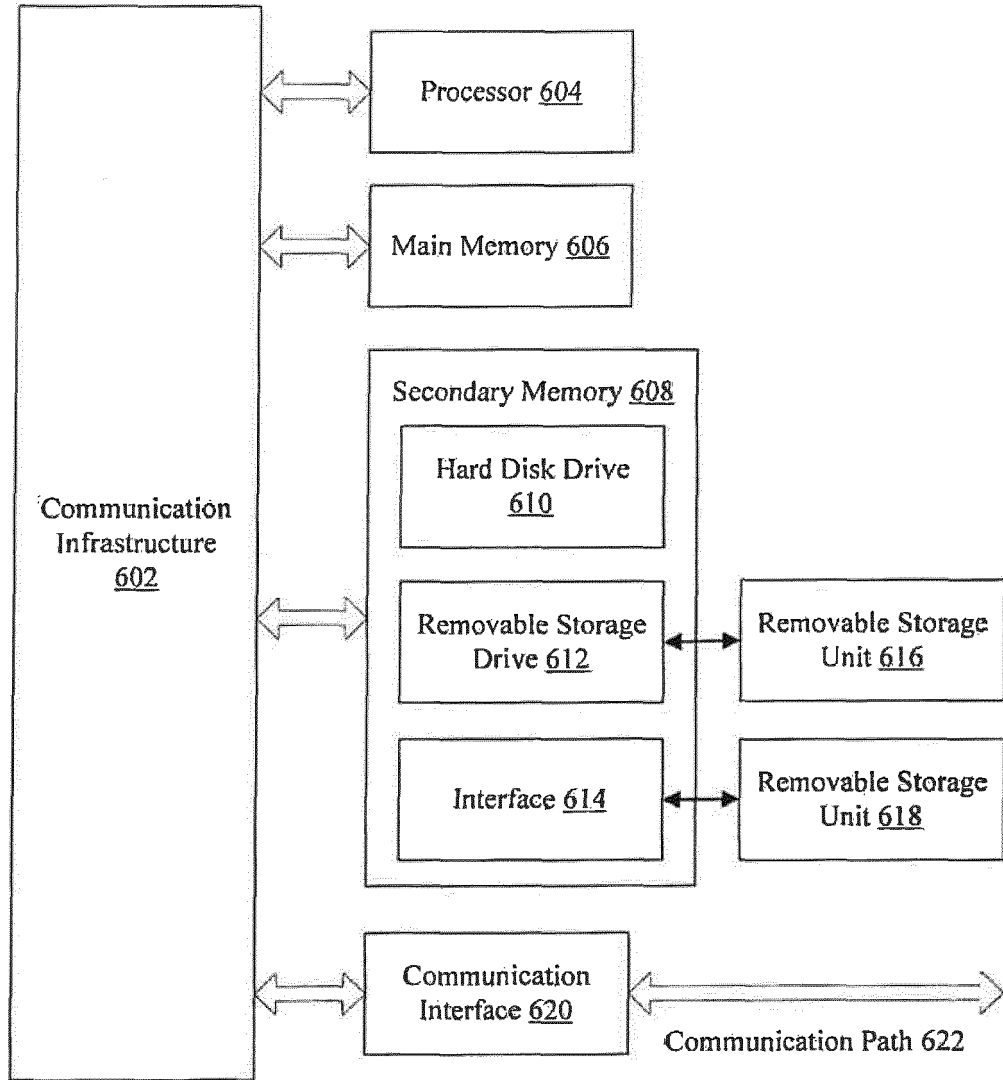 Processor 604
Main Memory 606
Secondary Memory 608
Hard Disk Drive
610
Communication
Infrastructure
602
Removable Storage
Drive 612
Removable Storage
Unit 616
Interface 614
Removable Storage
Unit 618
Communication
Interface 620
Communication Path 622